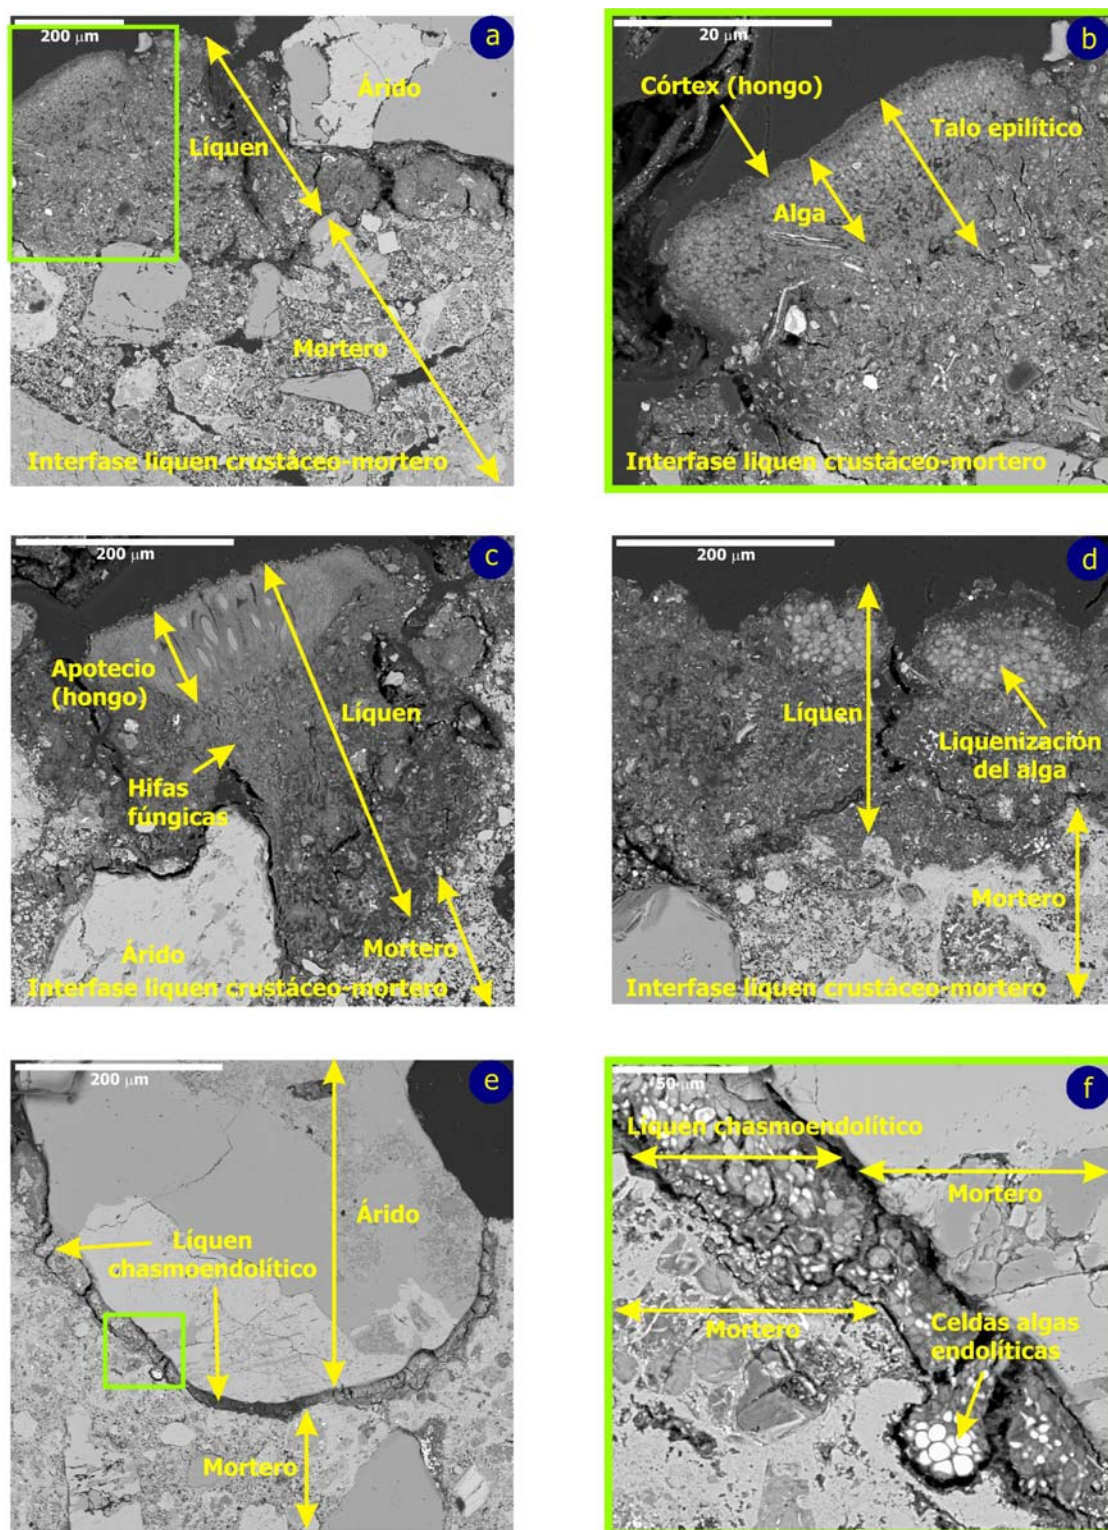 200 µm
a
Árido
Líquen
Mortero
Interfase liquen crustáceo-mortero
20 µm
b
Córtex (hongo)
Talo epilítico
Alga
Interfase liquen crustáceo-mortero
200 µm
c
Apotecio
(hongo)
Líquen
Hifas
fúngicas
Mortero
Árido
Interfase liquen crustáceo-mortero
200 µm
d
Líquen
Liquenización
del alga
Mortero
Interfase liquen crustáceo-mortero
200 µm
e
Árido
Líquen
chasmoendolítico
Mortero
50 µm
f
Líquen chasmoendolítico
Mortero
Mortero
Celdas algas
endolíticas